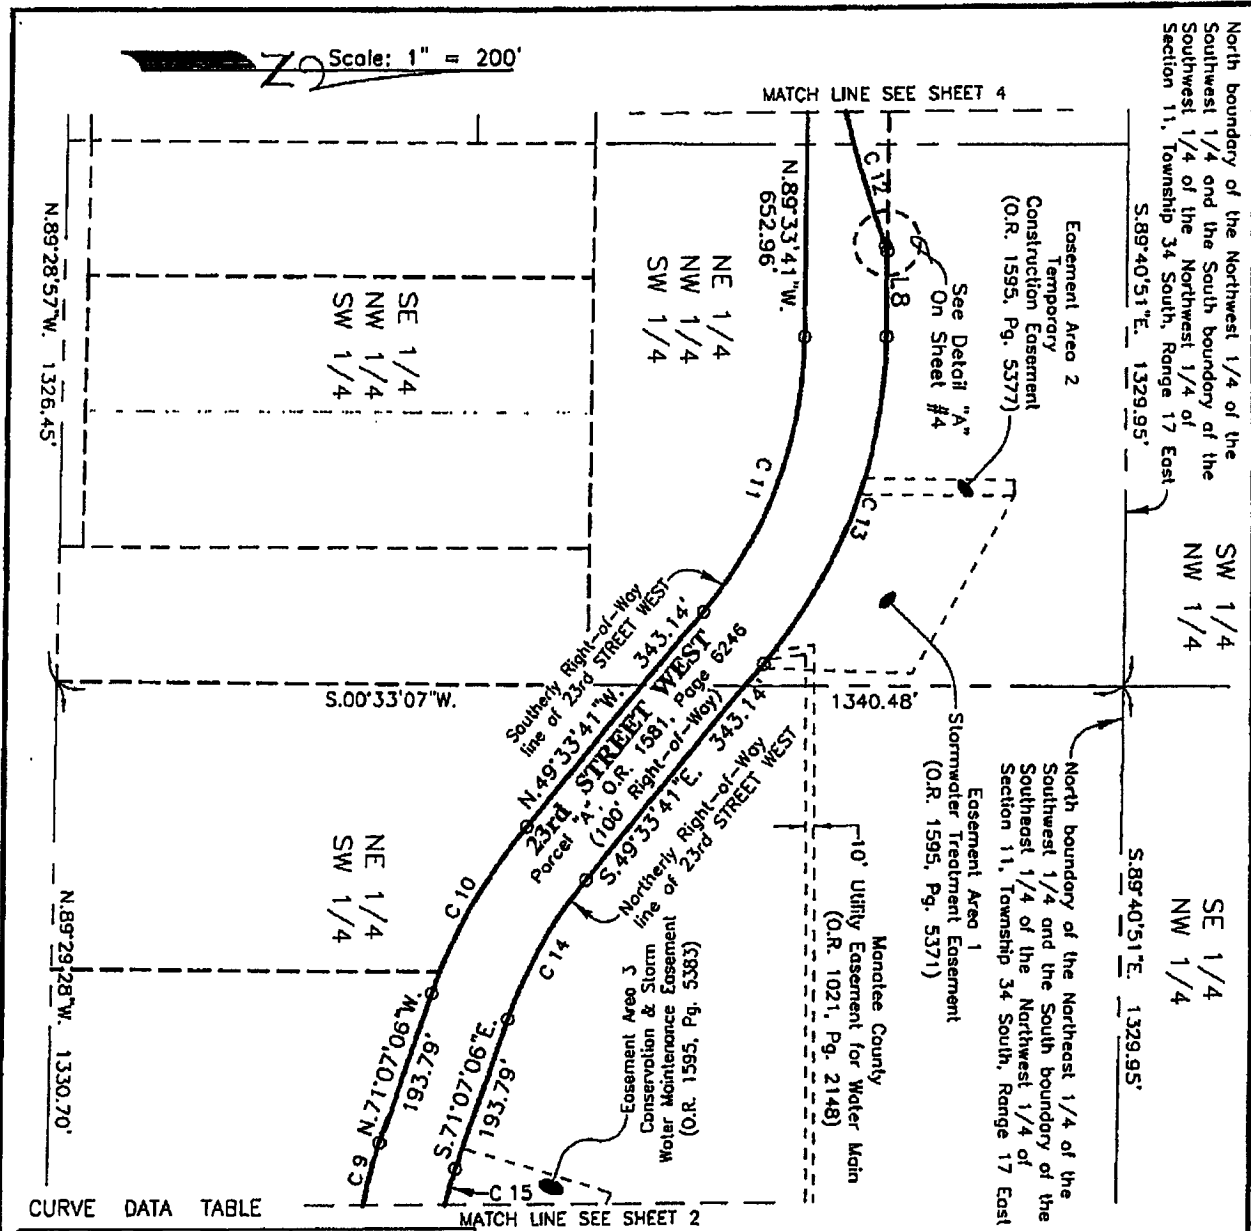 North boundary of the Northwest 1/4 of the
Southwest 1/4 and the South boundary of the
Southwest 1/4 of the Northwest 1/4 of
Section 11, Township 34 South, Range 17 East
Scale: 1" = 200'
MATCH LINE SEE SHEET 4
S.89°40'51"E. 1329.95'
SW 1/4
NW 1/4
Easement Area 2
Temporary
Construction Easement
(O.R. 1595, Pg. 5377)
C 12
L8
See Detail "A"
On Sheet #4
N.89°33'41"W.
652.96'
NE 1/4
NW 1/4
SW 1/4
SE 1/4
NW 1/4
SW 1/4
N.89°28'57"W. 1326.45'
C 11
C 13
Southerly Right-of-Way
line of 23rd STREET WEST
N.49°33'41"W. 343.14'
23rd STREET WEST
Parcel "A", O.R. 1581, Page 6246
(100' Right-of-Way)
S.49°33'41"E. 343.14'
Northerly Right-of-Way
line of 23rd STREET WEST
S.00°33'07"W.
1340.48'
Stormwater Treatment Easement
(O.R. 1595, Pg. 5371)
Easement Area 1
North boundary of the Northeast 1/4 of the
Southwest 1/4 and the South boundary of the
Southeast 1/4 of the Northwest 1/4 of
Section 11, Township 34 South, Range 17 East
S.89°40'51"E. 1329.95'
SE 1/4
NW 1/4
Manatee County
10' Utility Easement for Water Main
(O.R. 1021, Pg. 2148)
NE 1/4
SW 1/4
C 10
C 14
Easement Area 3
Conservation & Storm
Water Maintenance Easement
(O.R. 1595, Pg. 5383)
N.71°07'06"W.
193.79'
S.71°07'06"E.
193.79'
C 9
C 15
N.89°29'28"W. 1330.70'
MATCH LINE SEE SHEET 2
CURVE DATA TABLE